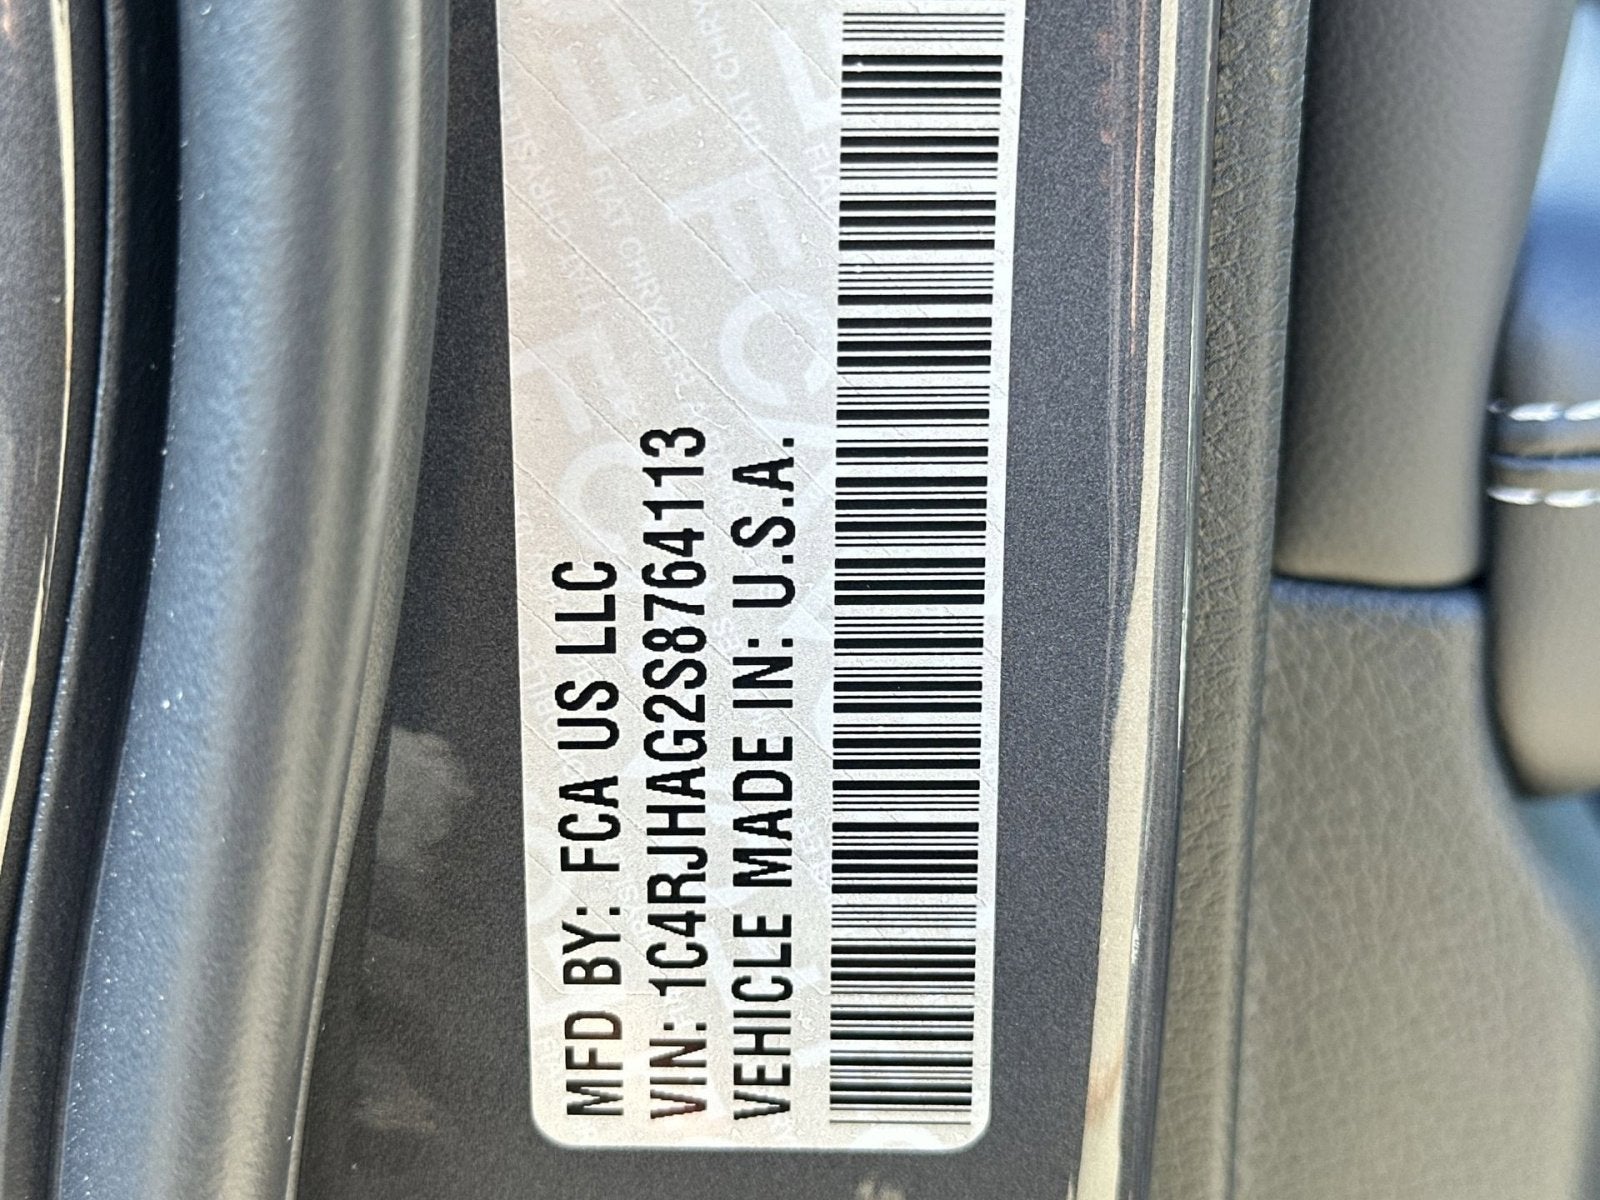 MFD BY: FCA US LLC
VIN: 1C4RJHAG2S8764113
VEHICLE MADE IN: U.S.A.